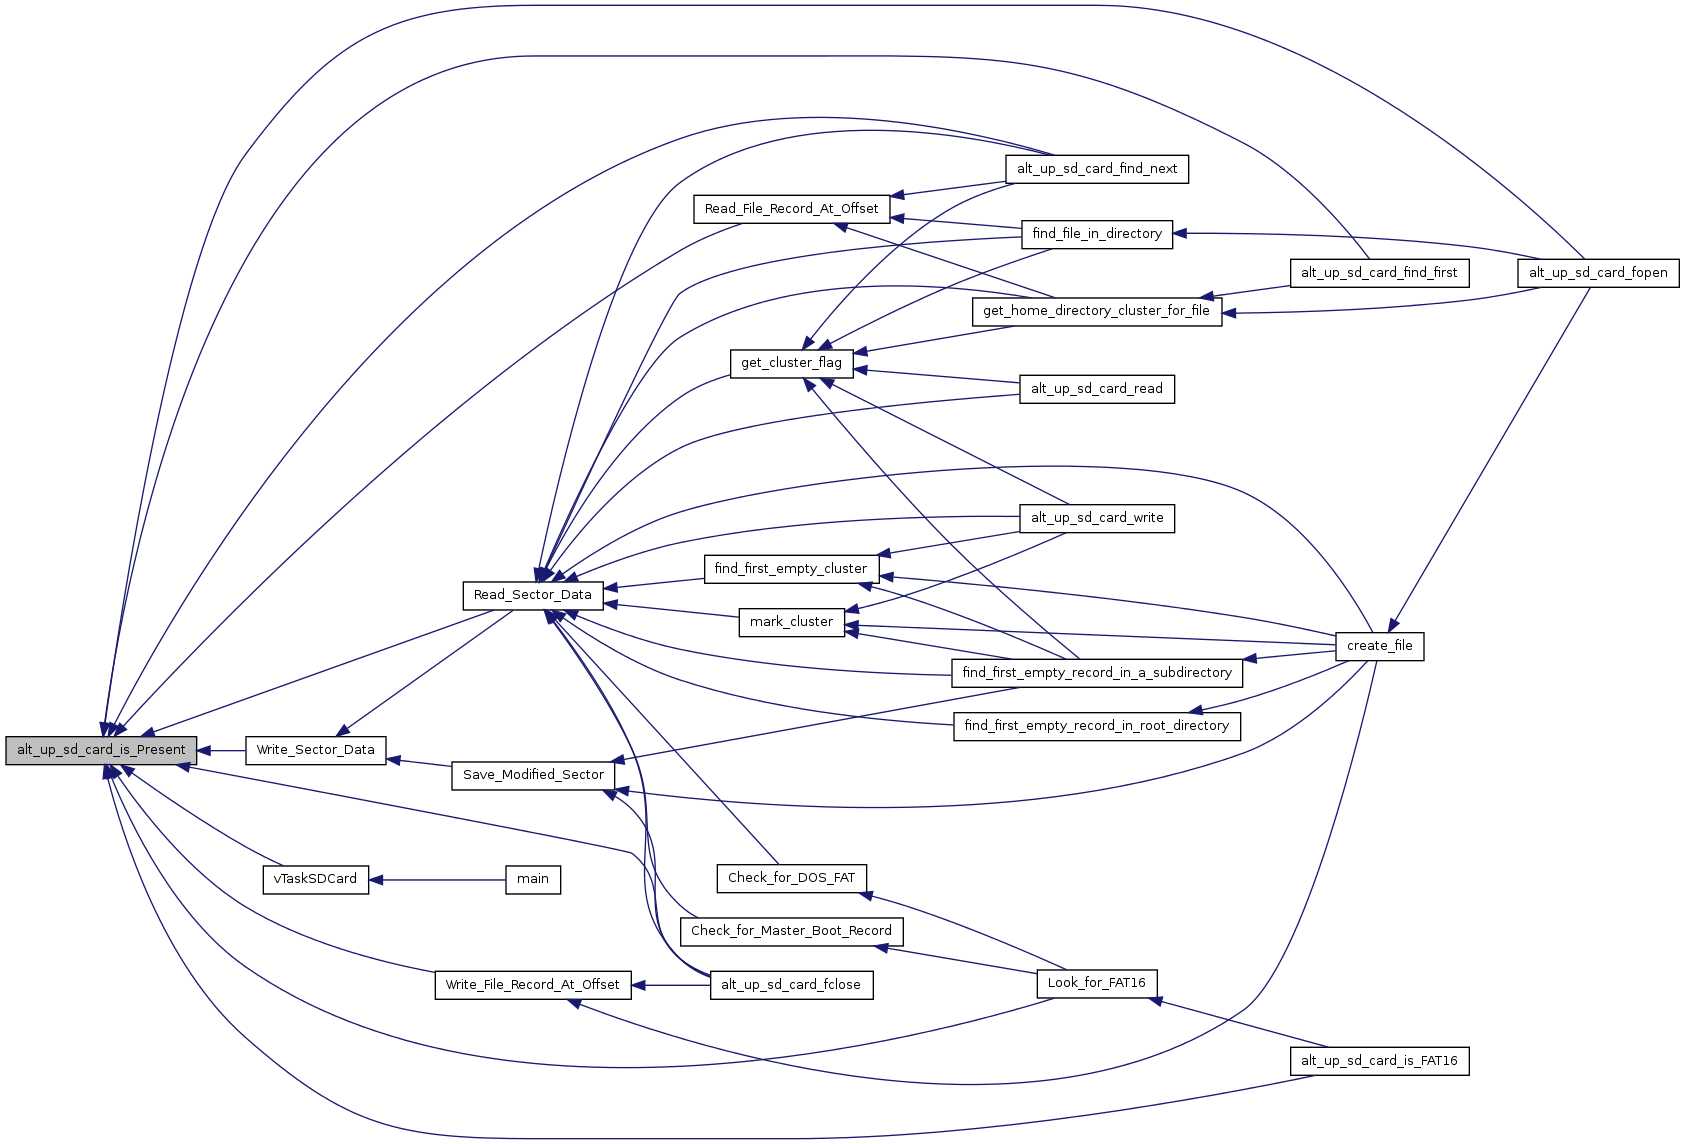 alt_up_sd_card_find_next
Read_File_Record_At_Offset
find_file_in_directory
alt_up_sd_card_find_first
alt_up_sd_card_fopen
get_home_directory_cluster_for_file
get_cluster_flag
alt_up_sd_card_read
alt_up_sd_card_write
find_first_empty_cluster
Read_Sector_Data
mark_cluster
create_file
find_first_empty_record_in_a_subdirectory
find_first_empty_record_in_root_directory
alt_up_sd_card_is_Present
Write_Sector_Data
Save_Modified_Sector
vTaskSDCard
main
Check_for_DOS_FAT
Check_for_Master_Boot_Record
Write_File_Record_At_Offset
alt_up_sd_card_fclose
Look_for_FAT16
alt_up_sd_card_is_FAT16